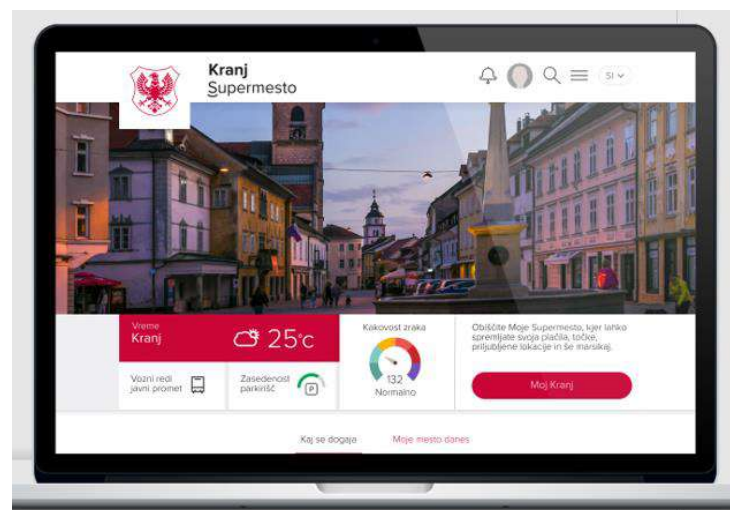 Kranj
Supermesto
SI
Vreme
Kranj
25°C
Kakovost zraka
132
Normalno
Obiščite Moje Supermesto, kjer lahko
spremljate svoja plačila, točke,
priljubljene lokacije in še marsikaj.
Moj Kranj
Vozni redi
javni promet
Zasedenost
parkirišč
P
Kaj se dogaja
Moje mesto danes